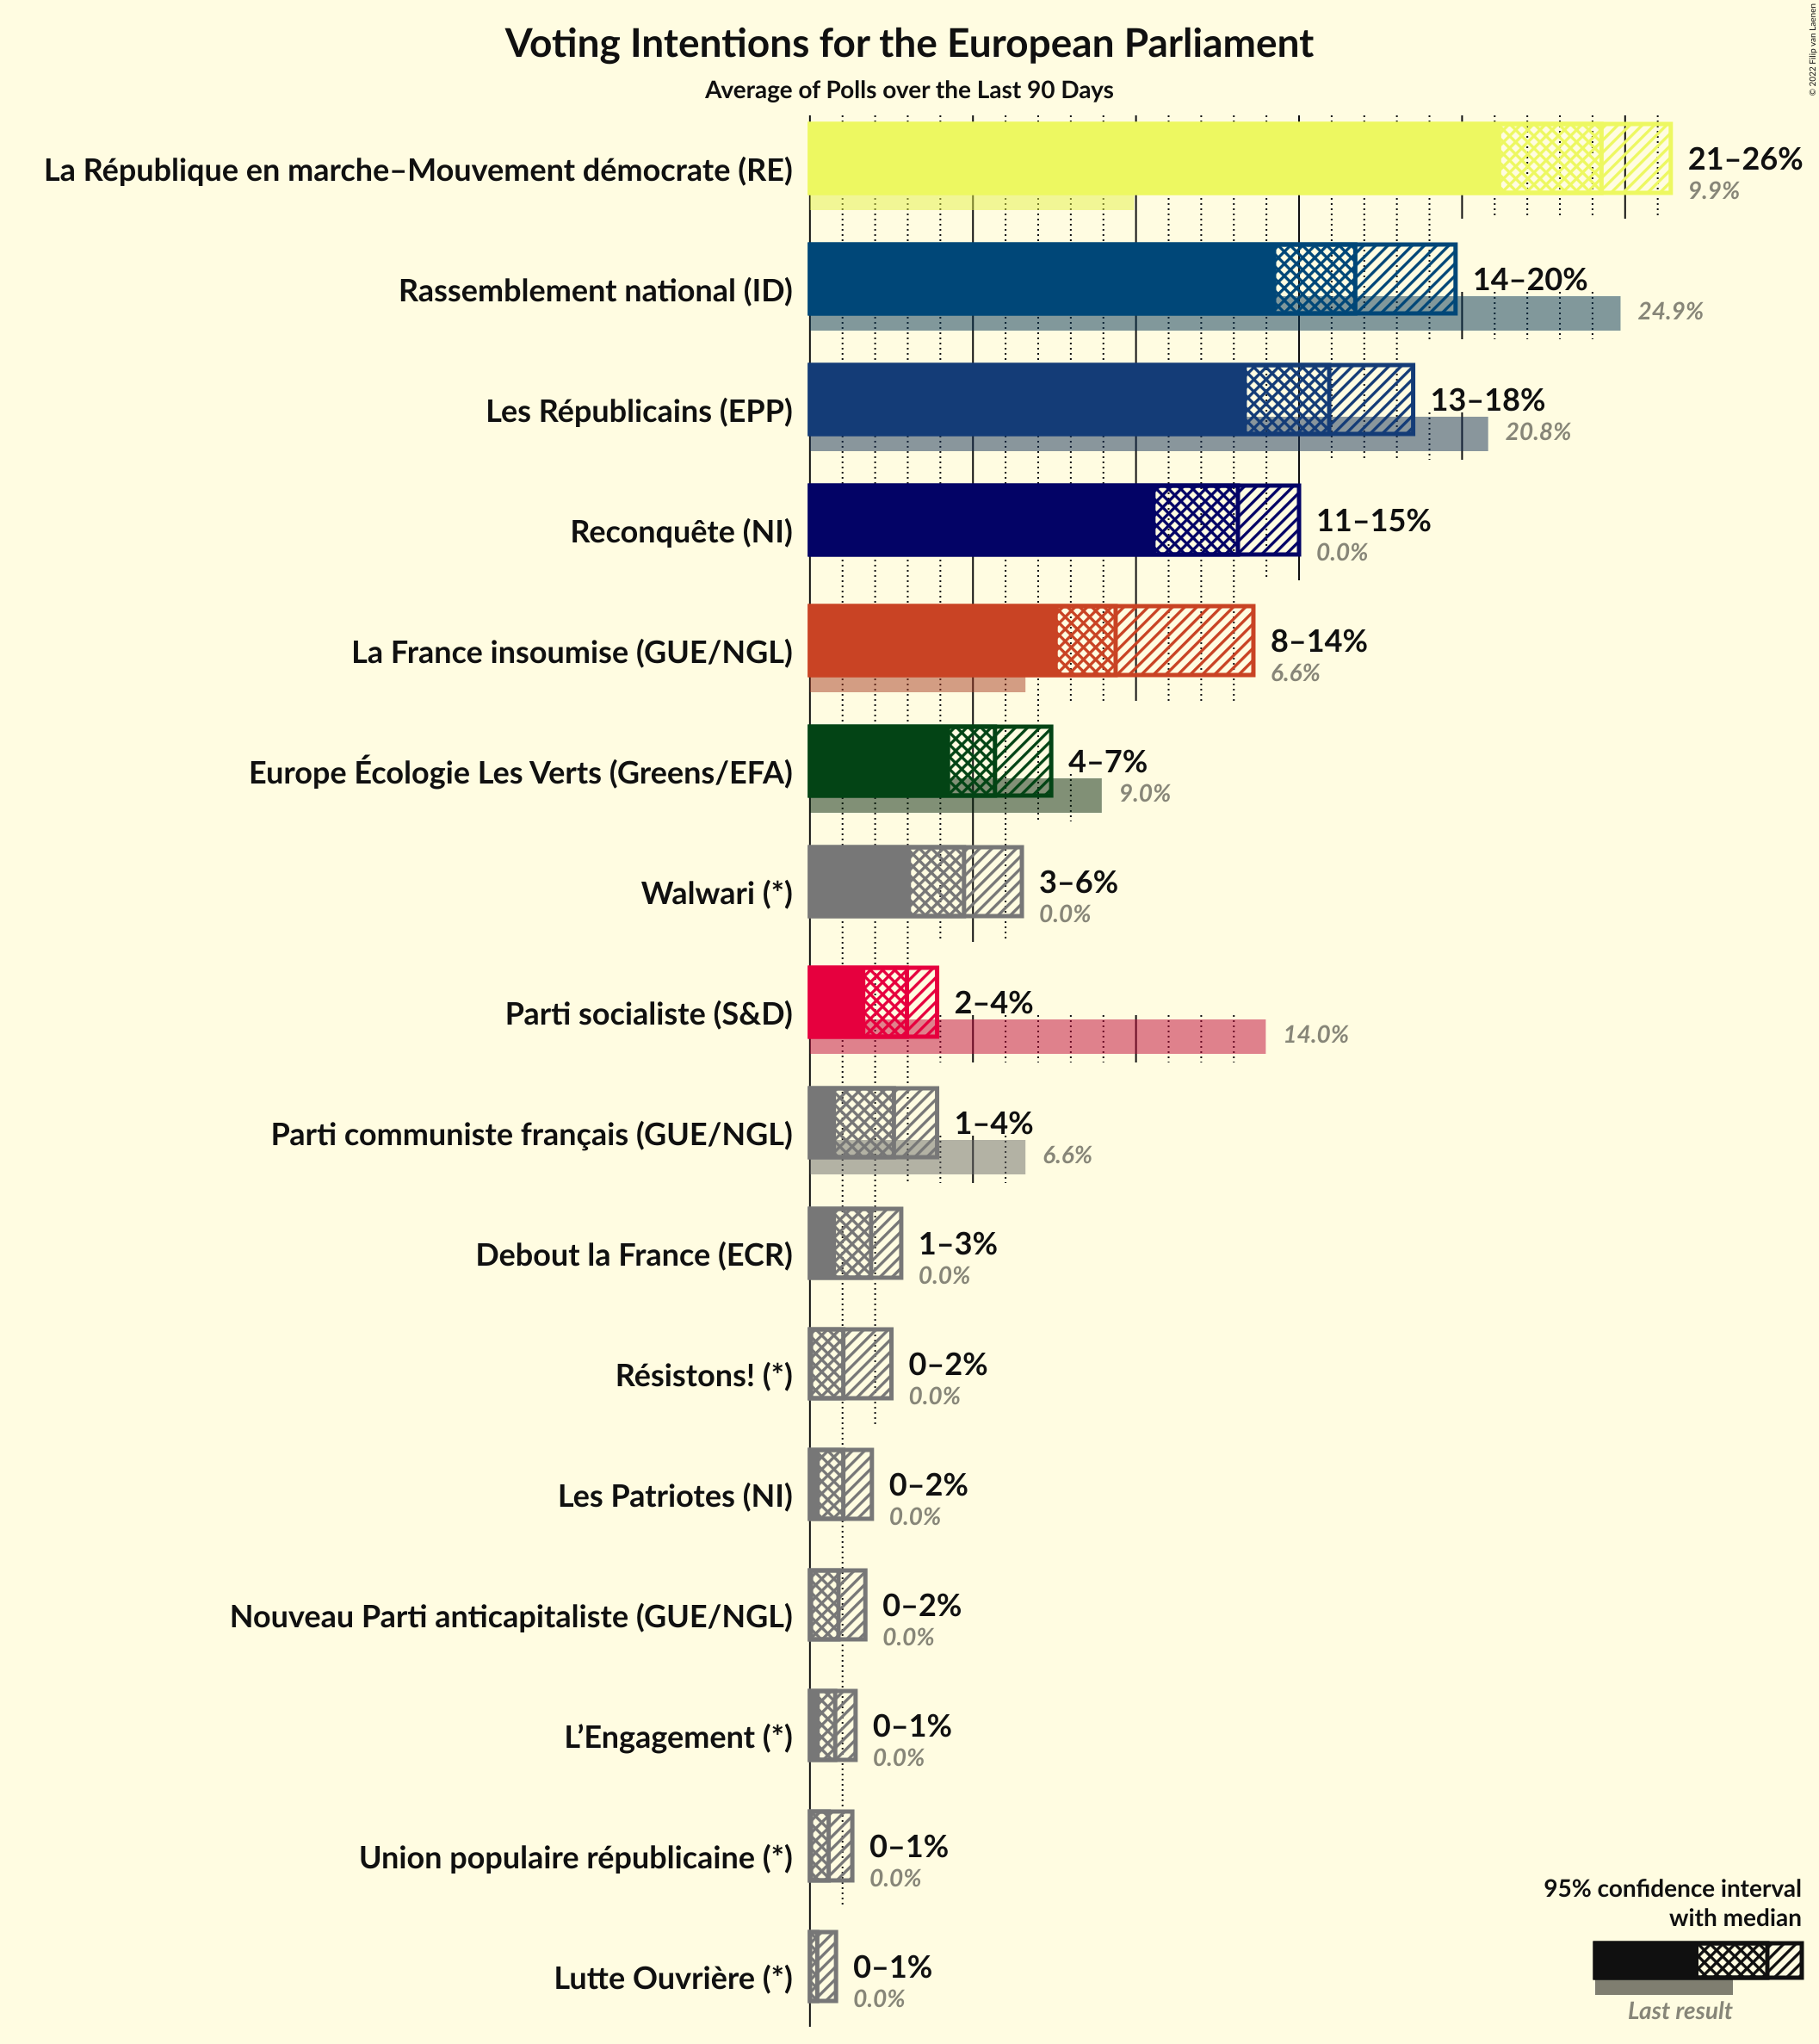 Voting Intentions for the European Parliament
Average of Polls over the Last 90 Days
© 2022 Filip van Laenen
La République en marche–Mouvement démocrate (RE)
21–26%
9.9%
Rassemblement national (ID)
14–20%
24.9%
Les Républicains (EPP)
13–18%
20.8%
Reconquête (NI)
11–15%
0.0%
La France insoumise (GUE/NGL)
8–14%
6.6%
Europe Écologie Les Verts (Greens/EFA)
4–7%
9.0%
Walwari (*)
3–6%
0.0%
Parti socialiste (S&D)
2–4%
14.0%
Parti communiste français (GUE/NGL)
1–4%
6.6%
Debout la France (ECR)
1–3%
0.0%
Résistons! (*)
0–2%
0.0%
Les Patriotes (NI)
0–2%
0.0%
Nouveau Parti anticapitaliste (GUE/NGL)
0–2%
0.0%
L’Engagement (*)
0–1%
0.0%
Union populaire républicaine (*)
0–1%
0.0%
Lutte Ouvrière (*)
0–1%
0.0%
95% confidence interval
with median
Last result